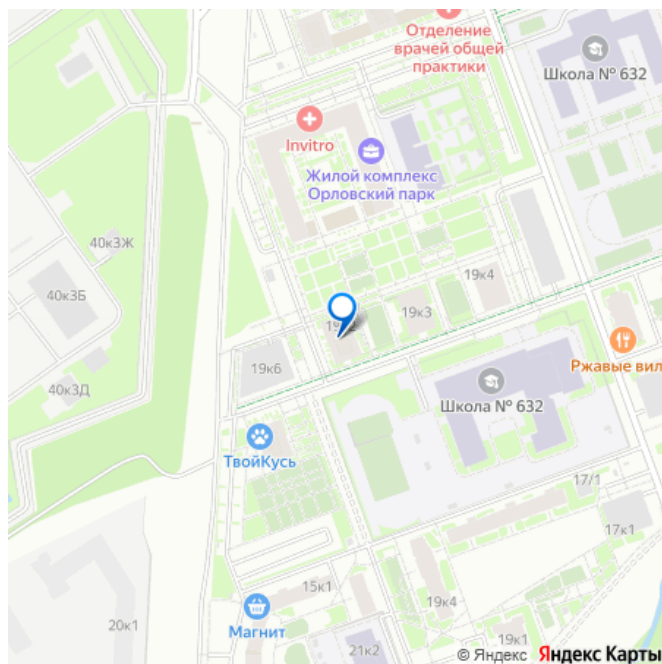 Отделение
врачей общей
практики
Школа № 632
Invitro
Жилой комплекс
Орловский парк
40к3Ж
40к3Б
19к4
19к3
19к6
Ржавые вил
40к3Д
Школа № 632
ТвойКусь
17/1
17к1
15к1
19к4
Магнит
20к1
21к2
19к1
© Яндекс Яндекс Карты